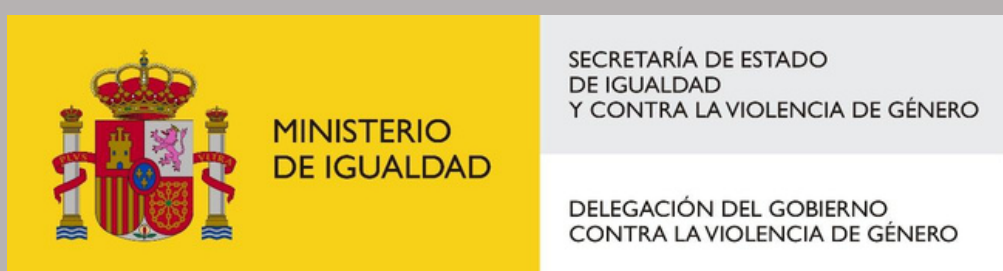 PLVS
VLTRA
MINISTERIO
DE IGUALDAD
SECRETARÍA DE ESTADO
DE IGUALDAD
Y CONTRA LA VIOLENCIA DE GÉNERO
DELEGACIÓN DEL GOBIERNO
CONTRA LA VIOLENCIA DE GÉNERO